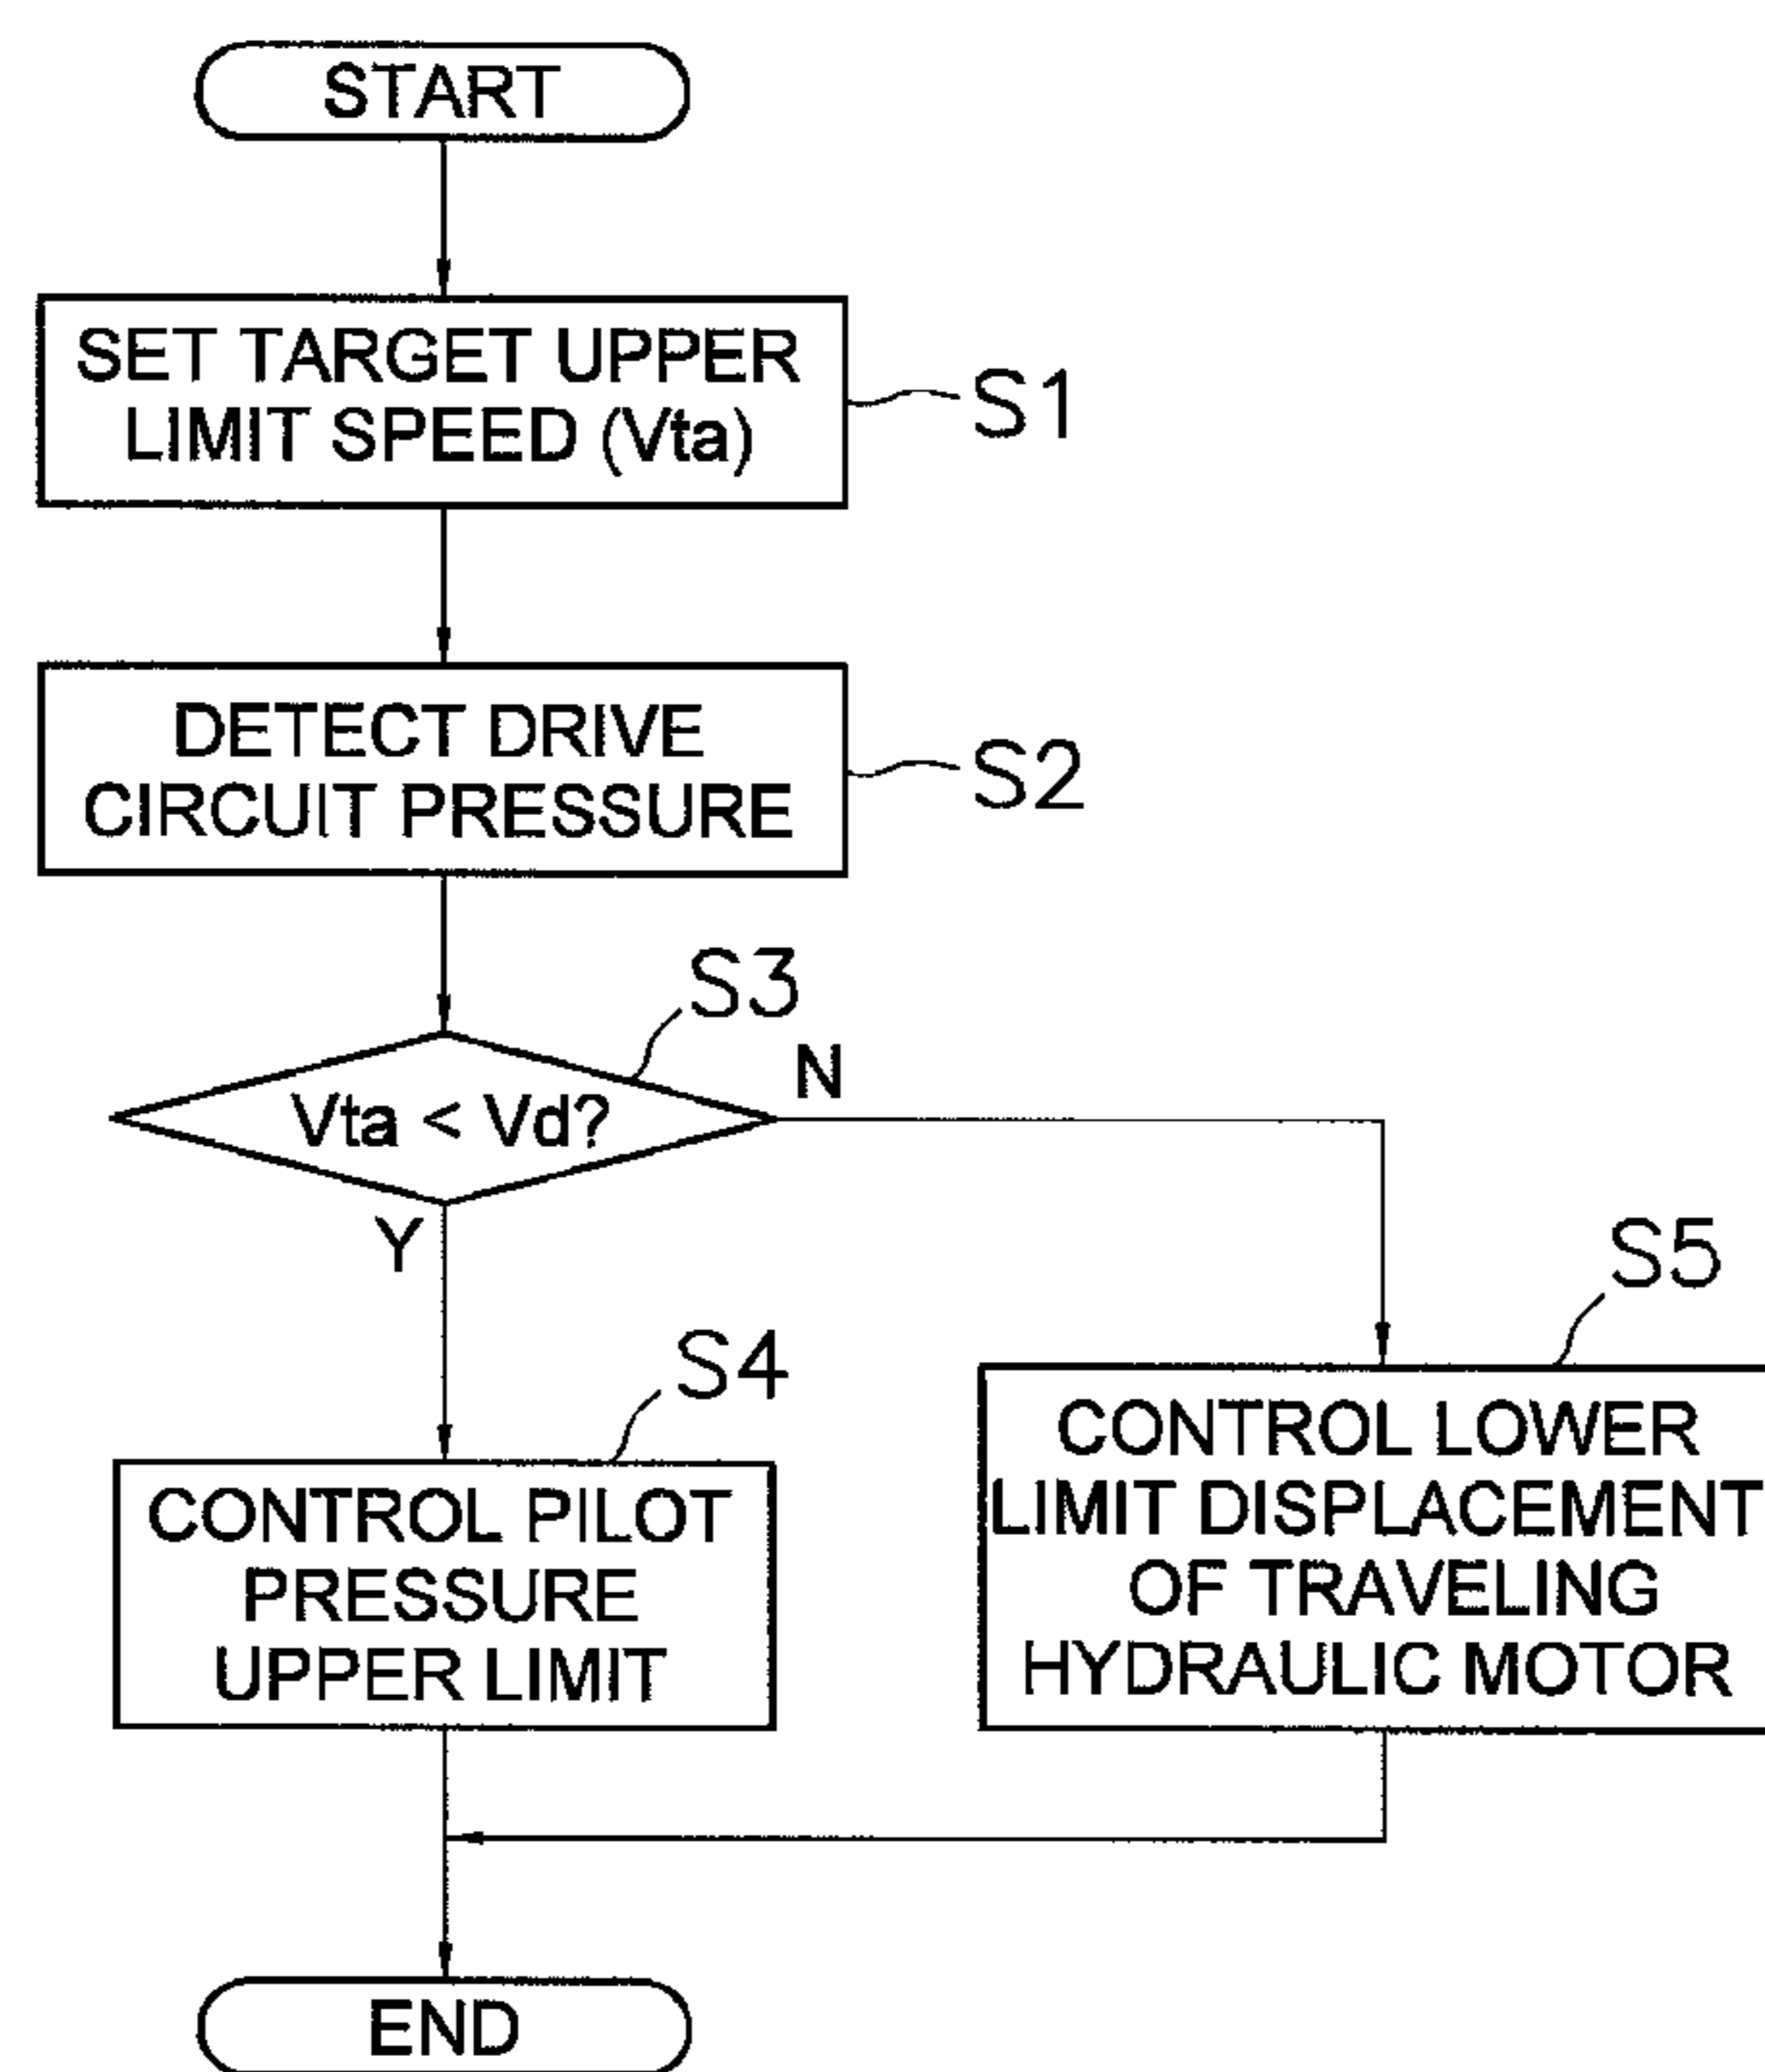 START
SET TARGET UPPER
LIMIT SPEED (Vta)
S1
DETECT DRIVE
CIRCUIT PRESSURE
S2
S3
Vta < Vd?
N
Y
S4
CONTROL PILOT
PRESSURE
UPPER LIMIT
S5
CONTROL LOWER
LIMIT DISPLACEMENT
OF TRAVELING
HYDRAULIC MOTOR
END